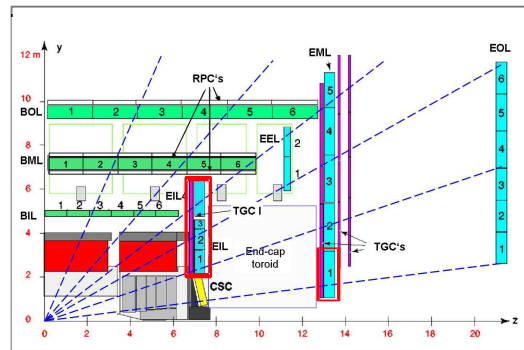 y
12 m
EML
EOL
RPC's
6
10
5
BOL
1 2 3 4 5 6
5
8
EEL
2
4
BML
1 2 3 4 5 6
1
3
6
EIL4
BIL
1 2 3 4 5 6
TGC I
3
4
2
EIL
2
TGC's
End-cap
toroid
1
2
1
CSC
1
0
z
0 2 4 6 8 10 12 14 16 18 20